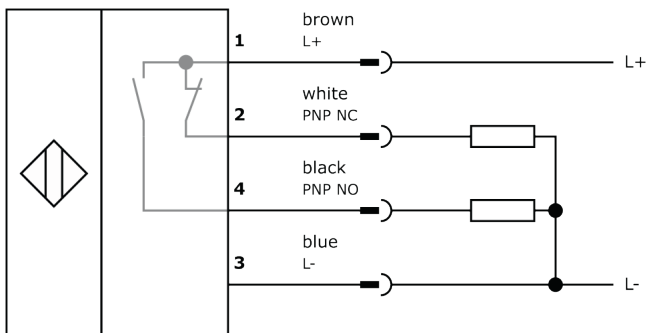 brown
1 L+
L+
white
2 PNP NC
black
4 PNP NO
blue
3 L-
L-